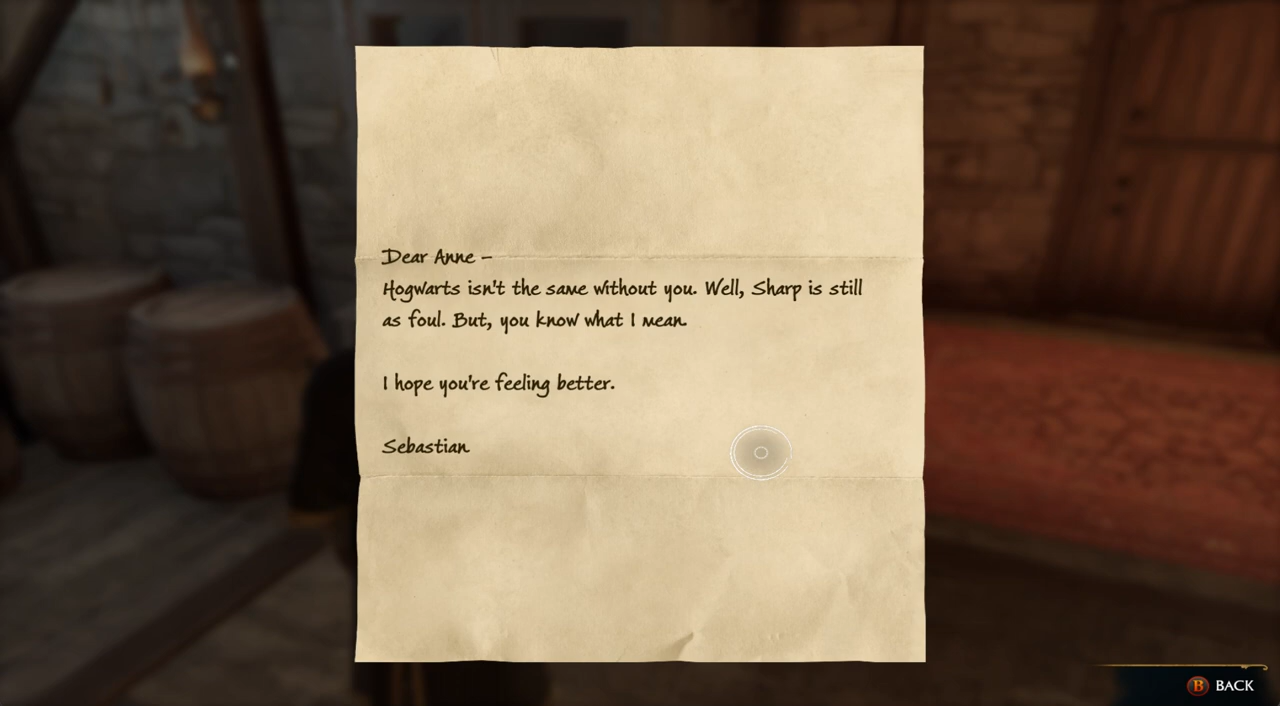 Dear Anne –
Hogwarts isn't the same without you. Well, Sharp is still
as foul. But, you know what I mean.
I hope you're feeling better.
Sebastian
B BACK